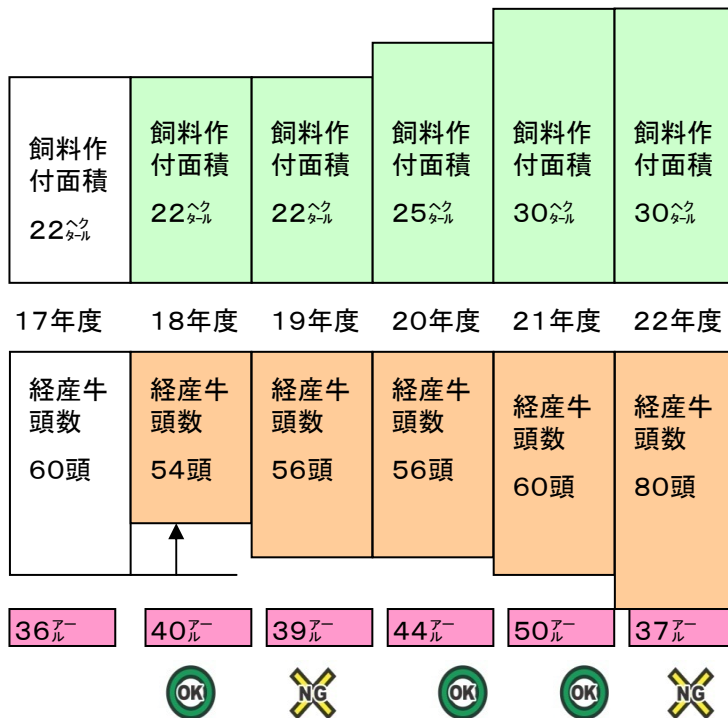 飼料作
付面積
22ヘクタール
飼料作
付面積
22ヘクタール
飼料作
付面積
22ヘクタール
飼料作
付面積
25ヘクタール
飼料作
付面積
30ヘクタール
飼料作
付面積
30ヘクタール
17年度
18年度
19年度
20年度
21年度
22年度
経産牛
頭数
60頭
経産牛
頭数
54頭
経産牛
頭数
56頭
経産牛
頭数
56頭
経産牛
頭数
60頭
経産牛
頭数
80頭
36アール
40アール
39アール
44アール
50アール
37アール
OK
NG
OK
OK
NG